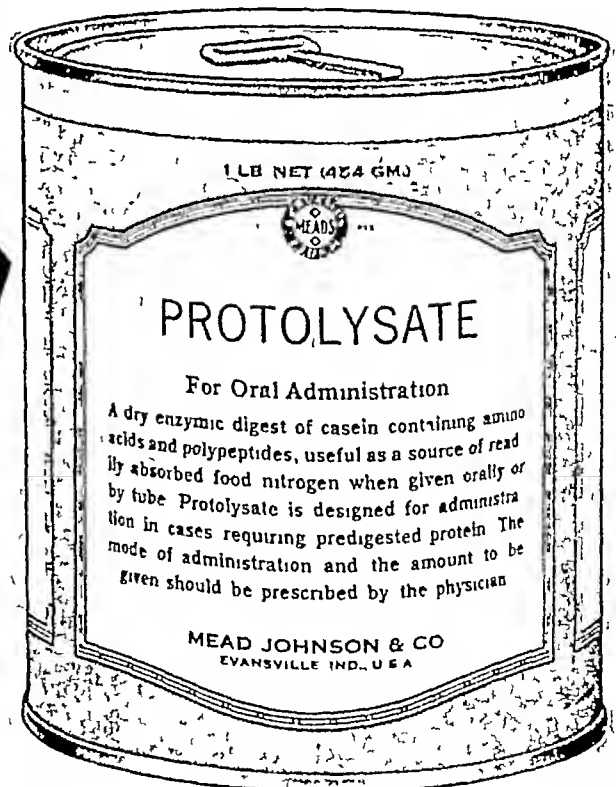 1 LB NET (454 GM.)
MEADS
PROTOLYSATE
For Oral Administration
A dry enzymic digest of casein containing amino
acids and polypeptides, useful as a source of read
ily absorbed food nitrogen when given orally or
by tube Protolysate is designed for administra
tion in cases requiring predigested protein The
mode of administration and the amount to be
given should be prescribed by the physician
MEAD JOHNSON & CO
EVANSVILLE IND., U S A